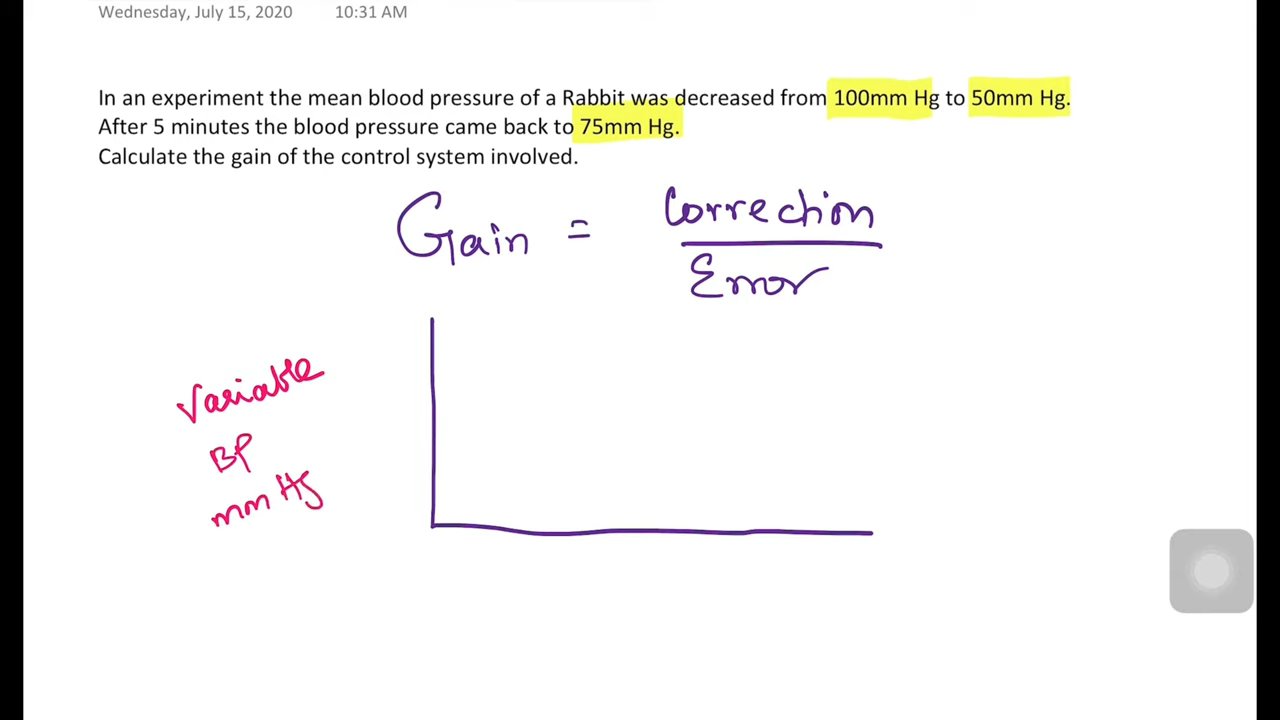 Wednesday, July 15, 2020 10:31 AM
In an experiment the mean blood pressure of a Rabbit was decreased from 100mm Hg to 50mm Hg.
After 5 minutes the blood pressure came back to 75mm Hg.
Calculate the gain of the control system involved.
Gain = Correction
Error
Variable
BP
mm Hg